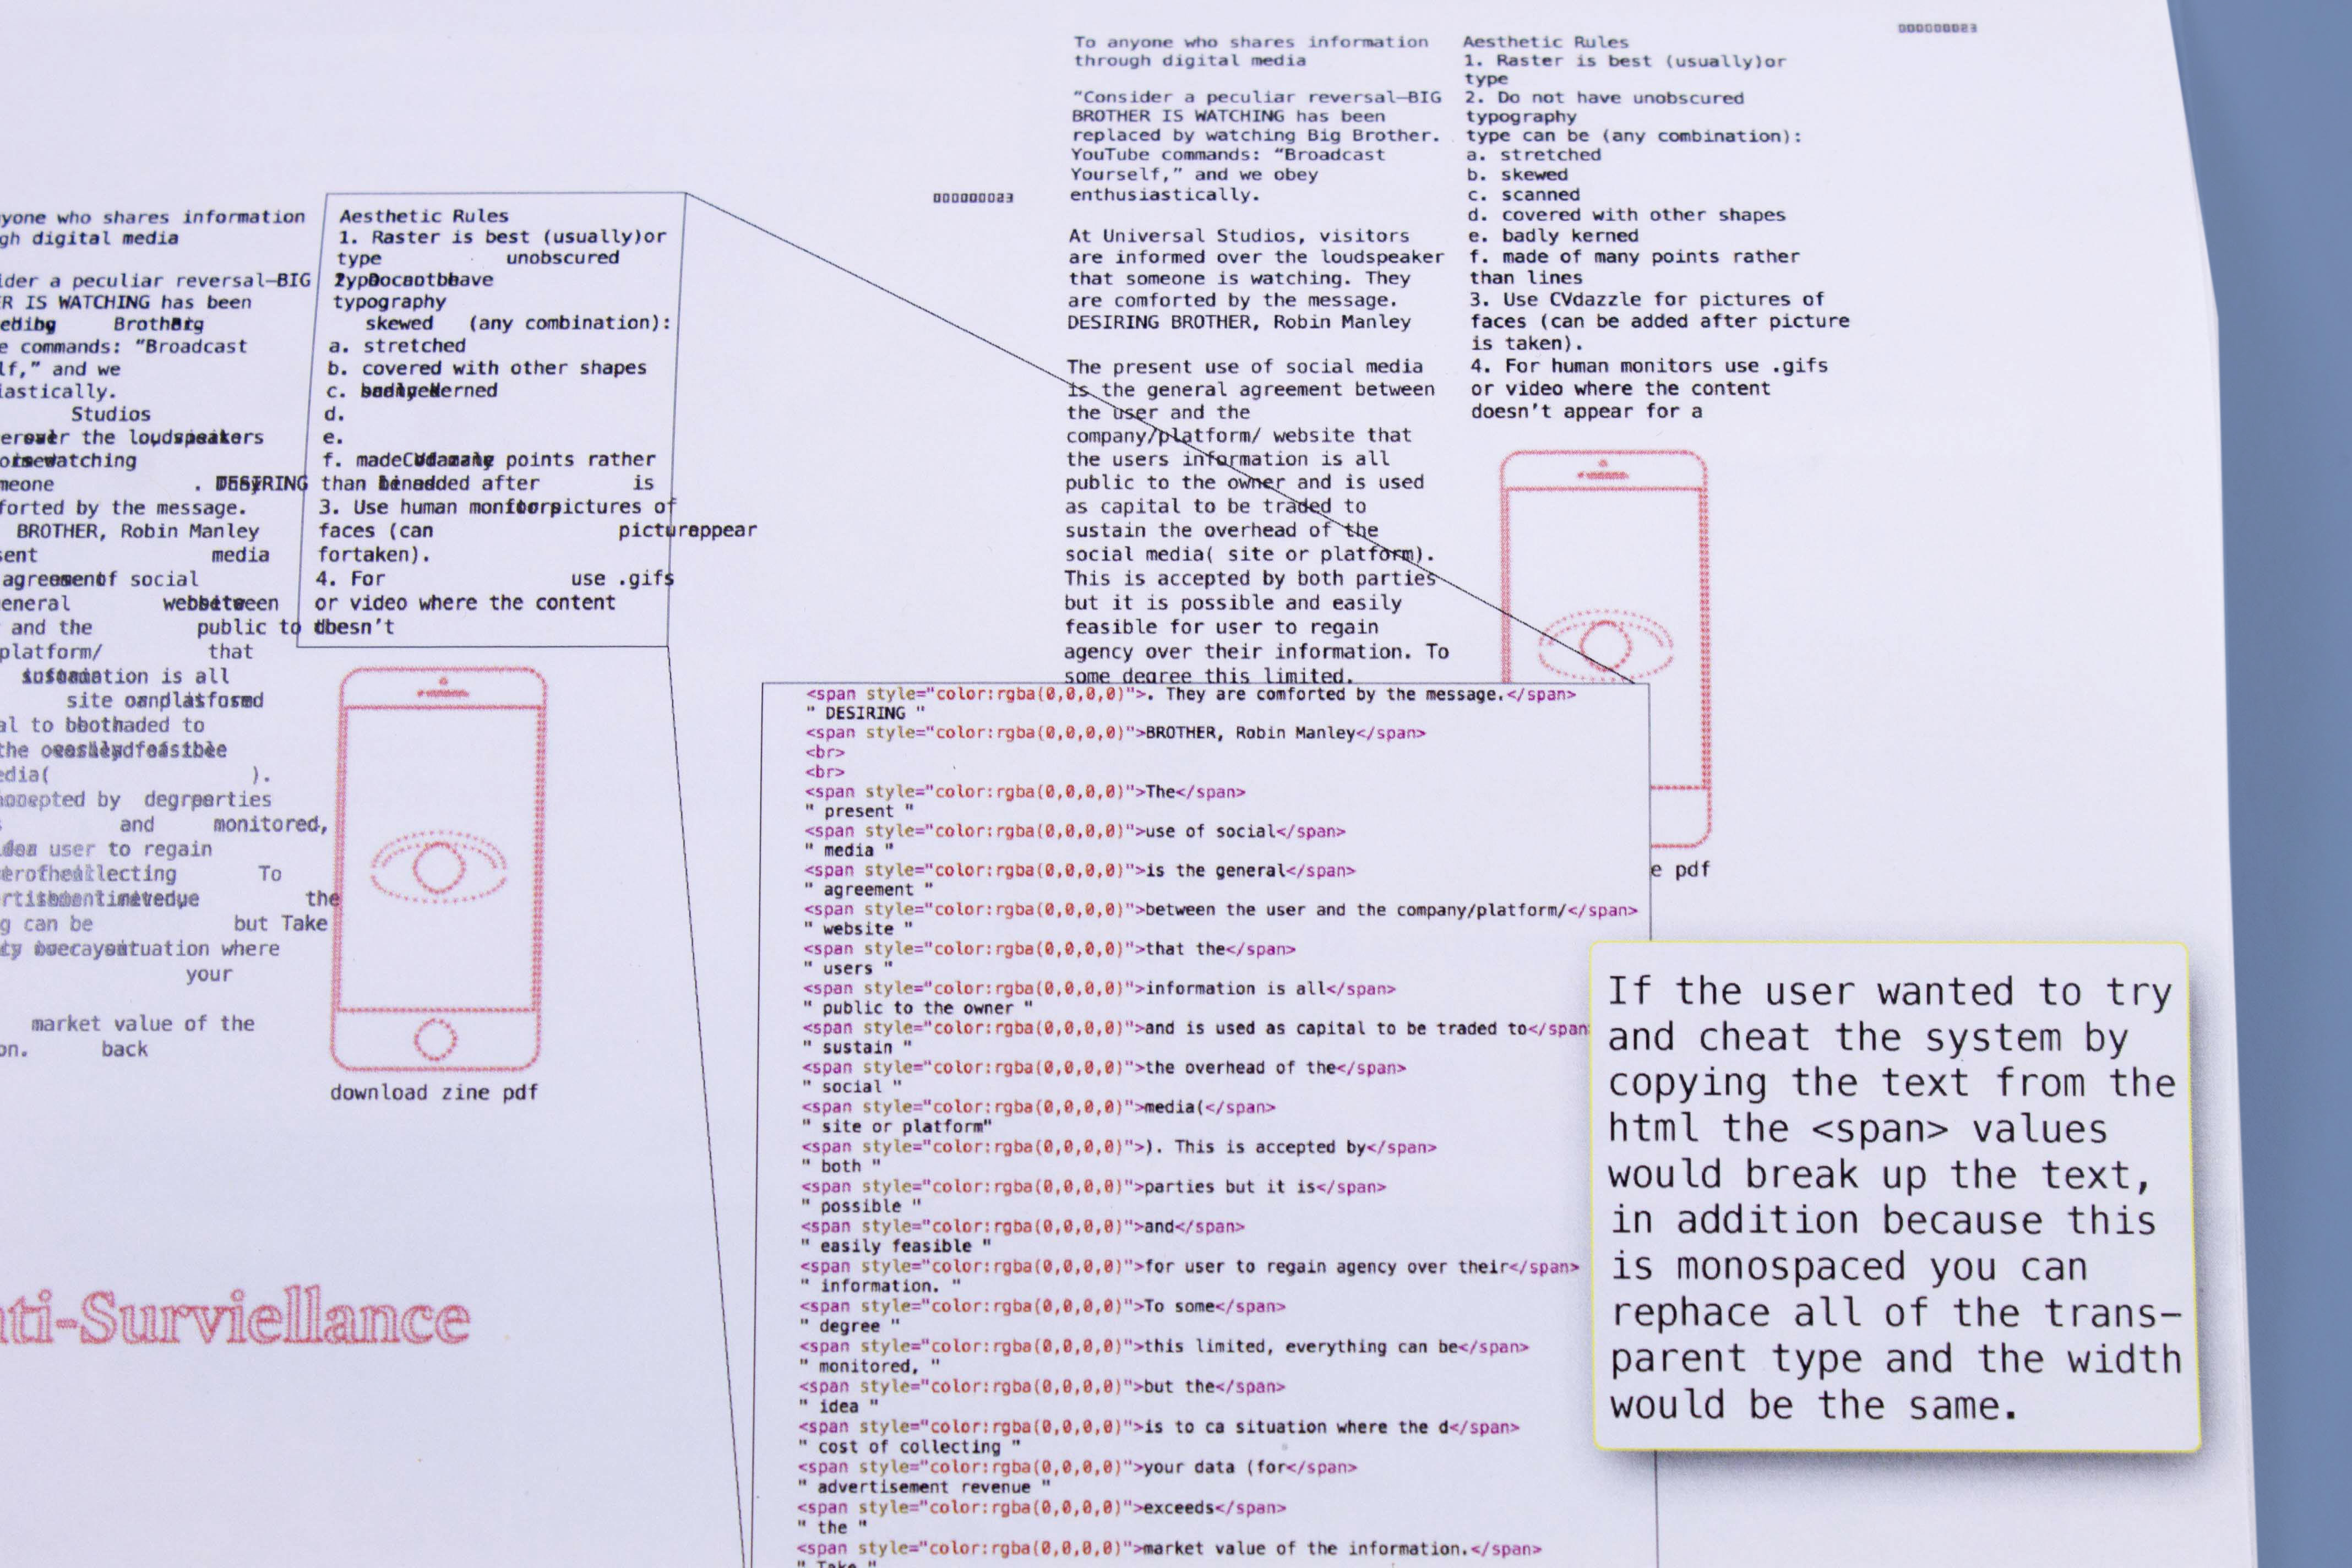 yone who shares information
gh digital media
ider a peculiar reversal—BIG
R IS WATCHING has been
e commands: “Broadcast
lf,” and we
iastically.
Studios
over the
watching
meone . DESIRING
forted by the message.
BROTHER, Robin Manley
sent media
of social
eneral
and the public to
platform/ that
is all
al to to
edia( ).
by
and monitored,
user to regain
To
the
g can be but Take
situation where
your
market value of the
on. back
Aesthetic Rules
1. Raster is best (usually)or
type unobscured
typography
skewed (any combination):
a. stretched
b. covered with other shapes
c. kerned
d.
e.
f. made points rather
than added after is
3. Use human pictures of
faces (can appear
fortaken).
4. For use .gifs
or video where the content
doesn’t
000000023
download zine pdf
nti-Surviellance
To anyone who shares information
through digital media
“Consider a peculiar reversal—BIG
BROTHER IS WATCHING has been
replaced by watching Big Brother.
YouTube commands: “Broadcast
Yourself,” and we obey
enthusiastically.
At Universal Studios, visitors
are informed over the loudspeaker
that someone is watching. They
are comforted by the message.
DESIRING BROTHER, Robin Manley
The present use of social media
is the general agreement between
the user and the
company/platform/ website that
the users information is all
public to the owner and is used
as capital to be traded to
sustain the overhead of the
social media( site or platform).
This is accepted by both parties
but it is possible and easily
feasible for user to regain
agency over their information. To
some degree this limited.
Aesthetic Rules
1. Raster is best (usually)or
type
2. Do not have unobscured
typography
type can be (any combination):
a. stretched
b. skewed
c. scanned
d. covered with other shapes
e. badly kerned
f. made of many points rather
than lines
3. Use CVdazzle for pictures of
faces (can be added after picture
is taken).
4. For human monitors use .gifs
or video where the content
doesn’t appear for a
000000023
e pdf
<span style="color:rgba(0,0,0,0)">. They are comforted by the message.</span>
" DESIRING "
<span style="color:rgba(0,0,0,0)">BROTHER, Robin Manley</span>
<br>
<br>
<span style="color:rgba(0,0,0,0)">The</span>
" present "
<span style="color:rgba(0,0,0,0)">use of social</span>
" media "
<span style="color:rgba(0,0,0,0)">is the general</span>
" agreement "
<span style="color:rgba(0,0,0,0)">between the user and the company/platform/</span>
" website "
<span style="color:rgba(0,0,0,0)">that the</span>
" users "
<span style="color:rgba(0,0,0,0)">information is all</span>
" public to the owner "
<span style="color:rgba(0,0,0,0)">and is used as capital to be traded to</span
" sustain "
<span style="color:rgba(0,0,0,0)">the overhead of the</span>
" social "
<span style="color:rgba(0,0,0,0)">media(</span>
" site or platform"
<span style="color:rgba(0,0,0,0)">). This is accepted by</span>
" both "
<span style="color:rgba(0,0,0,0)">parties but it is</span>
" possible "
<span style="color:rgba(0,0,0,0)">and</span>
" easily feasible "
<span style="color:rgba(0,0,0,0)">for user to regain agency over their</span>
" information. "
<span style="color:rgba(0,0,0,0)">To some</span>
" degree "
<span style="color:rgba(0,0,0,0)">this limited, everything can be</span>
" monitored, "
<span style="color:rgba(0,0,0,0)">but the</span>
" idea "
<span style="color:rgba(0,0,0,0)">is to ca situation where the d</span>
" cost of collecting "
<span style="color:rgba(0,0,0,0)">your data (for</span>
" advertisement revenue "
<span style="color:rgba(0,0,0,0)">exceeds</span>
" the "
<span style="color:rgba(0,0,0,0)">market value of the information.</span>
" Take "
If the user wanted to try
and cheat the system by
copying the text from the
html the <span> values
would break up the text,
in addition because this
is monospaced you can
rephace all of the trans-
parent type and the width
would be the same.